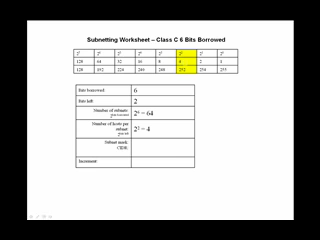 Subnetting Worksheet – Class C 6 Bits Borrowed
2⁷ 2⁶ 2⁵ 2⁴ 2³ 2² 2¹ 2⁰
128 64 32 16 8 4 2 1
128 192 224 240 248 252 254 255
Bits borrowed: 6
Bits left: 2
Number of subnets: 2⁶ = 64
Number of hosts per 2² = 4
subnet:
Subnet mask:
CIDR:
Increment: